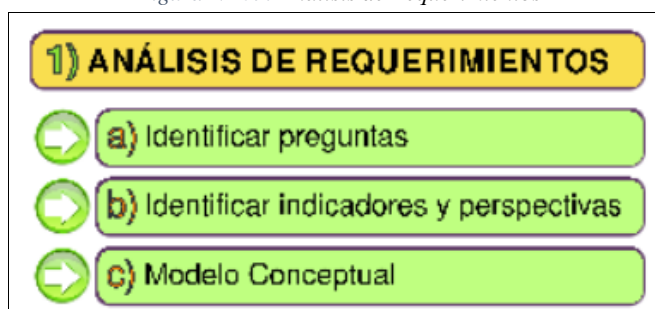 1) ANÁLISIS DE REQUERIMIENTOS
a) Identificar preguntas
b) Identificar indicadores y perspectivas
c) Modelo Conceptual